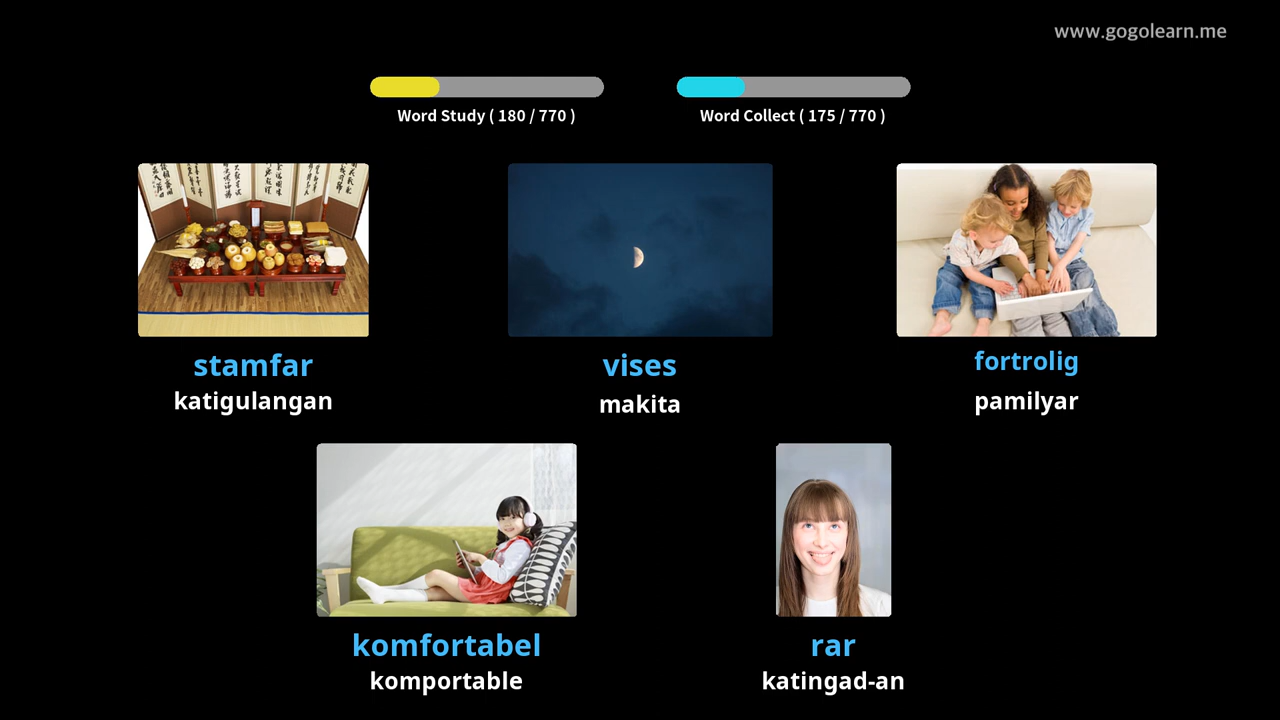 www.gogolearn.me
Word Study ( 180 / 770 )
Word Collect ( 175 / 770 )
stamfar
katigulangan
vises
makita
fortrolig
pamilyar
komfortabel
komportable
rar
katingad-an